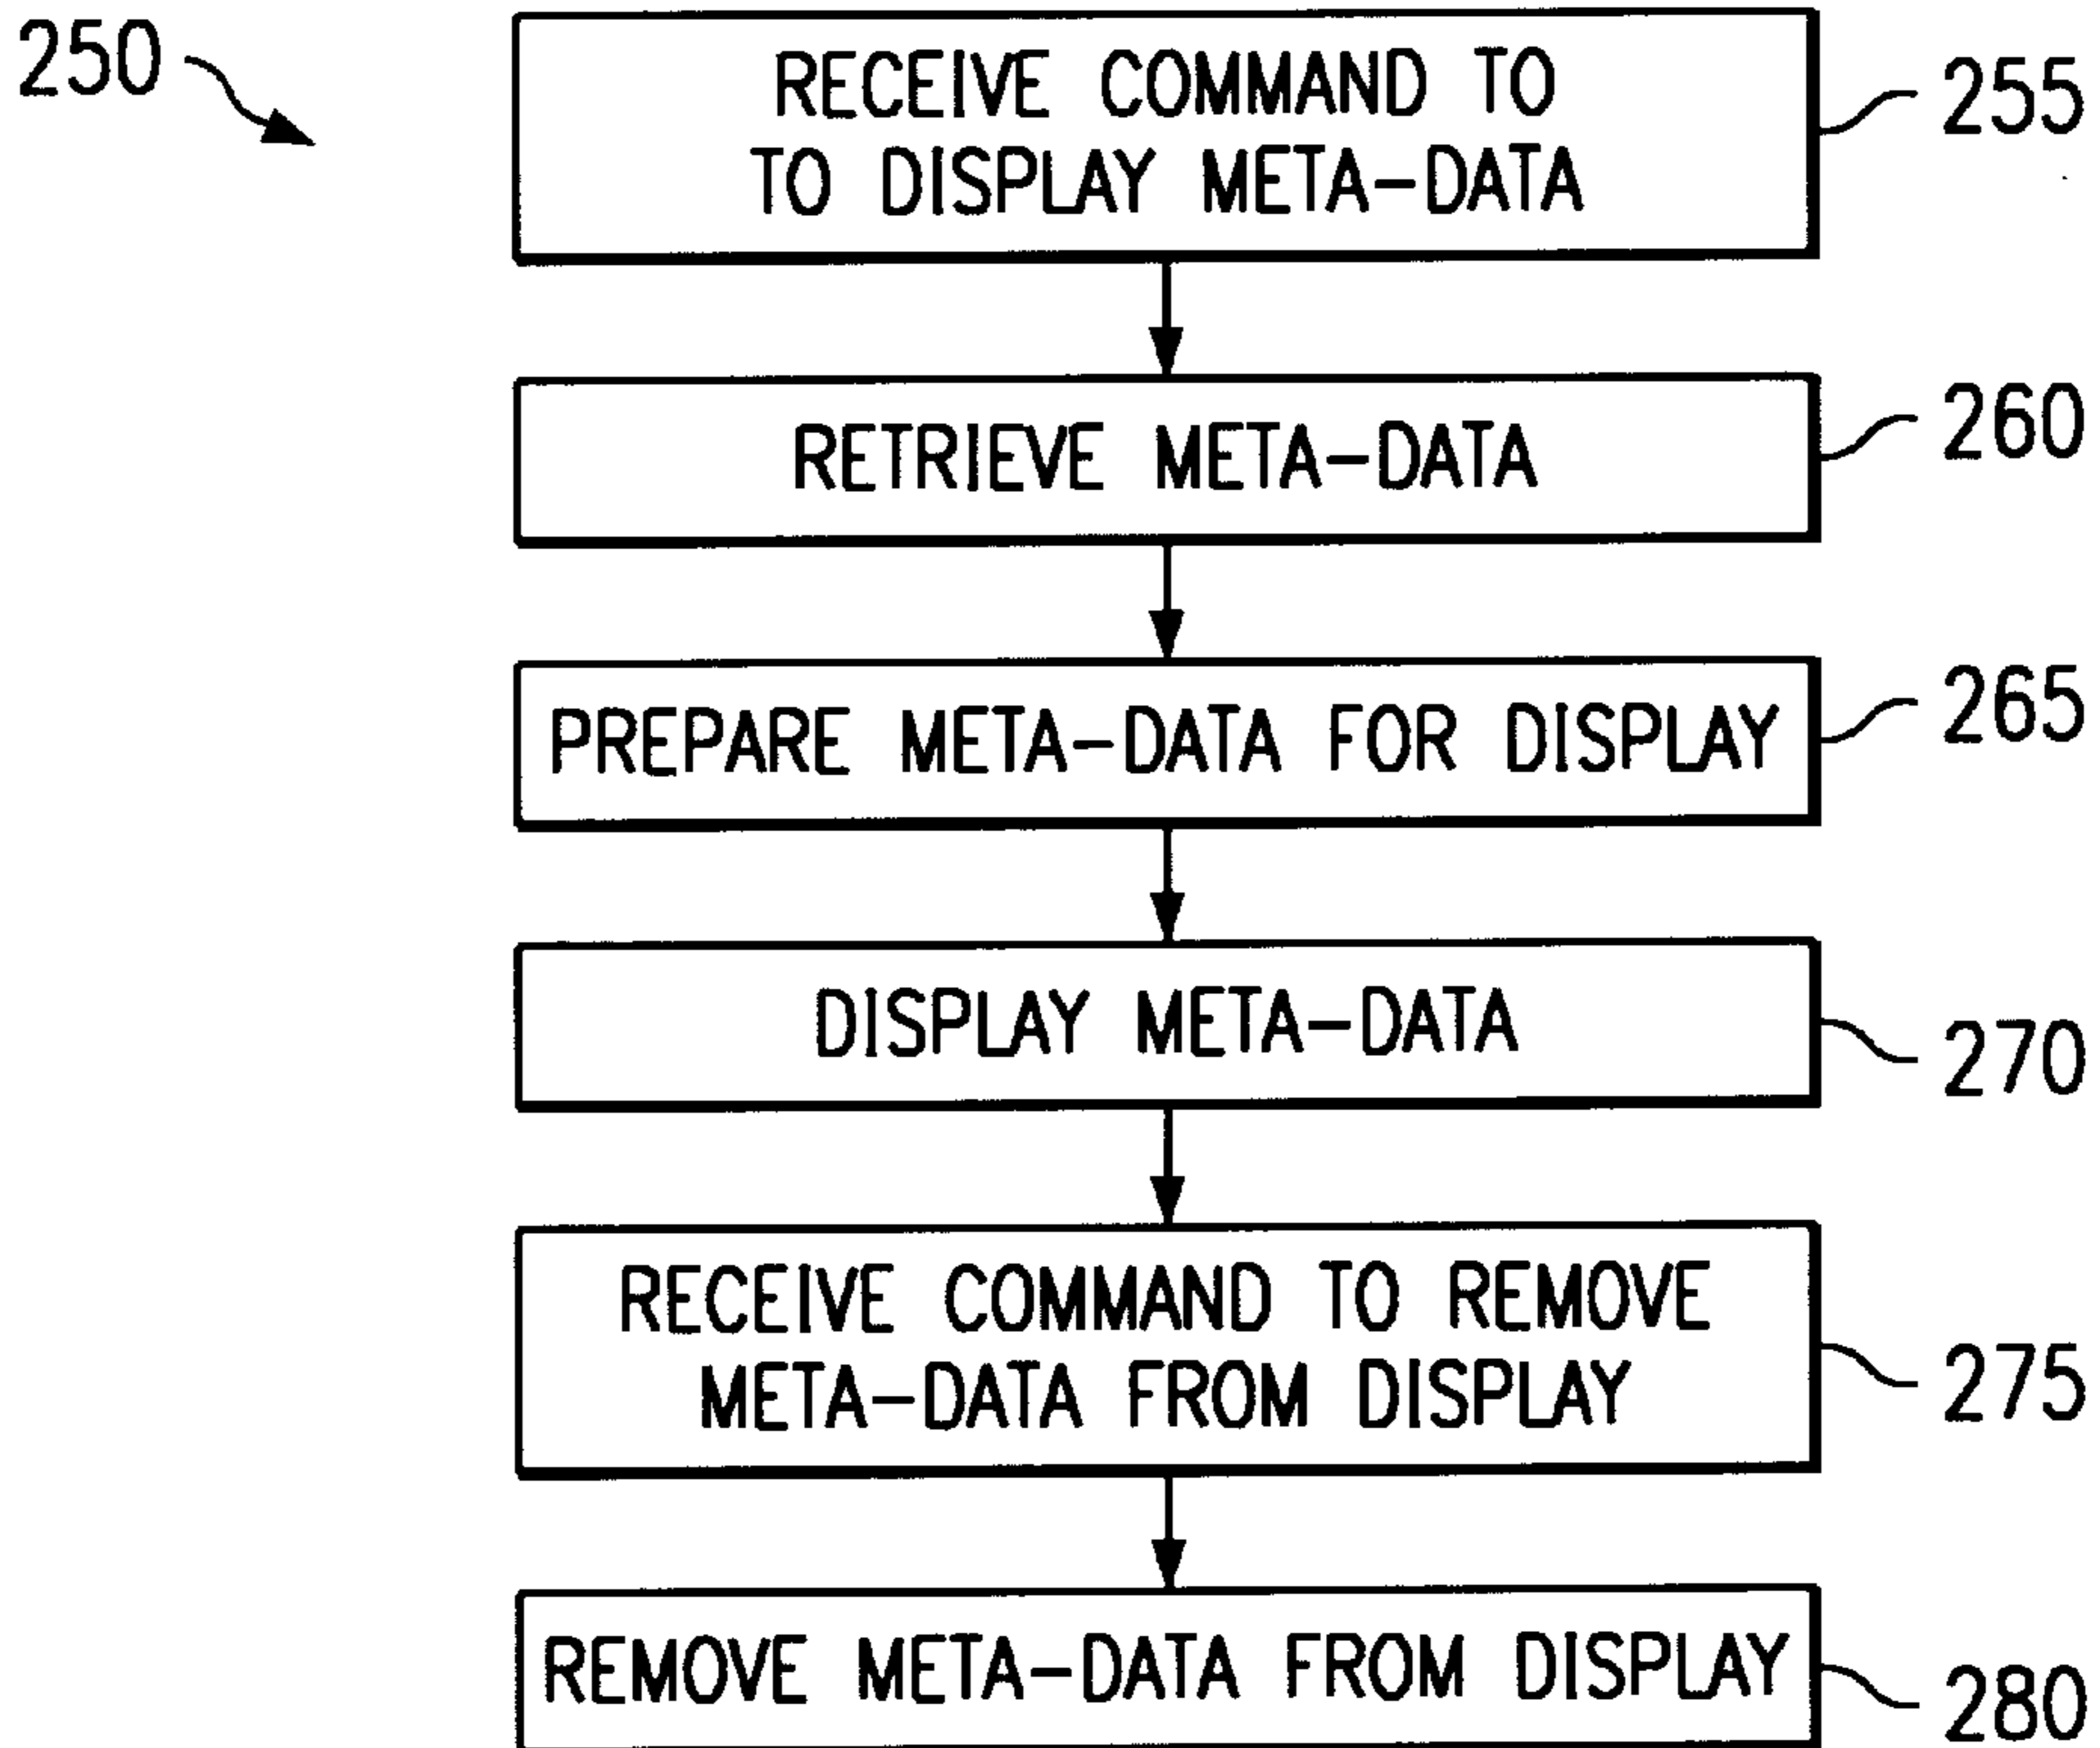 250
RECEIVE COMMAND TO
TO DISPLAY META-DATA
255
RETRIEVE META-DATA
260
PREPARE META-DATA FOR DISPLAY
265
DISPLAY META-DATA
270
RECEIVE COMMAND TO REMOVE
META-DATA FROM DISPLAY
275
REMOVE META-DATA FROM DISPLAY
280